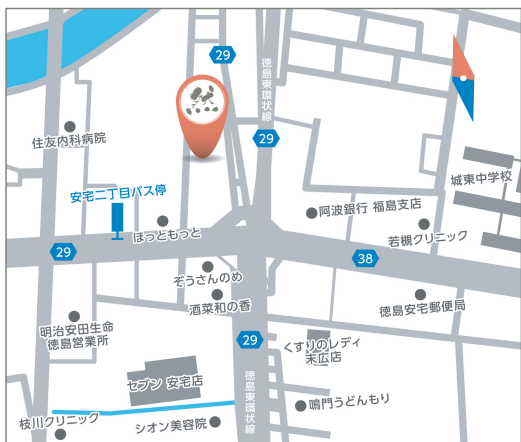 29
徳島東環状線
29
然
住友内科病院
城東中学校
安宅二丁目バス停
阿波銀行 福島支店
ほっともっと
若槻クリニック
29
38
ぞうさんのめ
酒菜和の香
徳島安宅郵便局
明治安田生命
徳島営業所
29
くすりのレディ
末広店
セブン 安宅店
徳島東環状線
鳴門うどんもり
枝川クリニック
シオン美容院